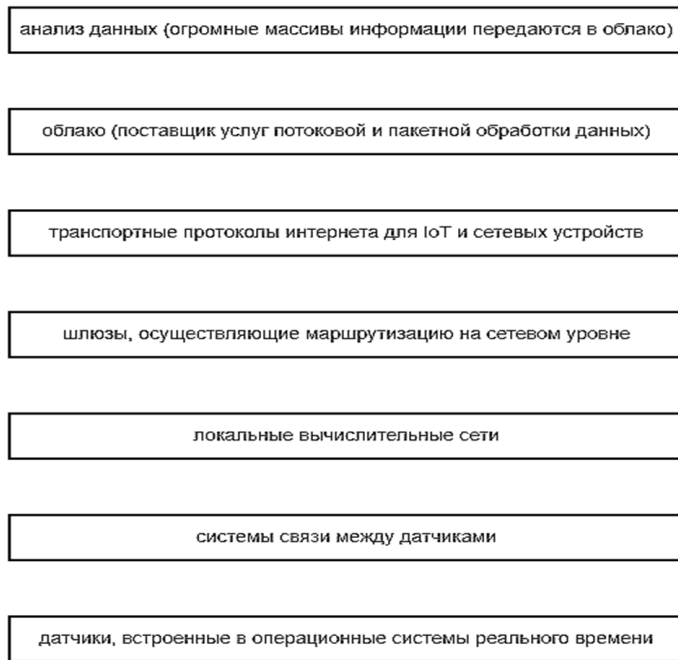 анализ данных (огромные массивы информации передаются в облако)
облако (поставщик услуг потоковой и пакетной обработки данных)
транспортные протоколы интернета для IoT и сетевых устройств
шлюзы, осуществляющие маршрутизацию на сетевом уровне
локальные вычислительные сети
системы связи между датчиками
датчики, встроенные в операционные системы реального времени